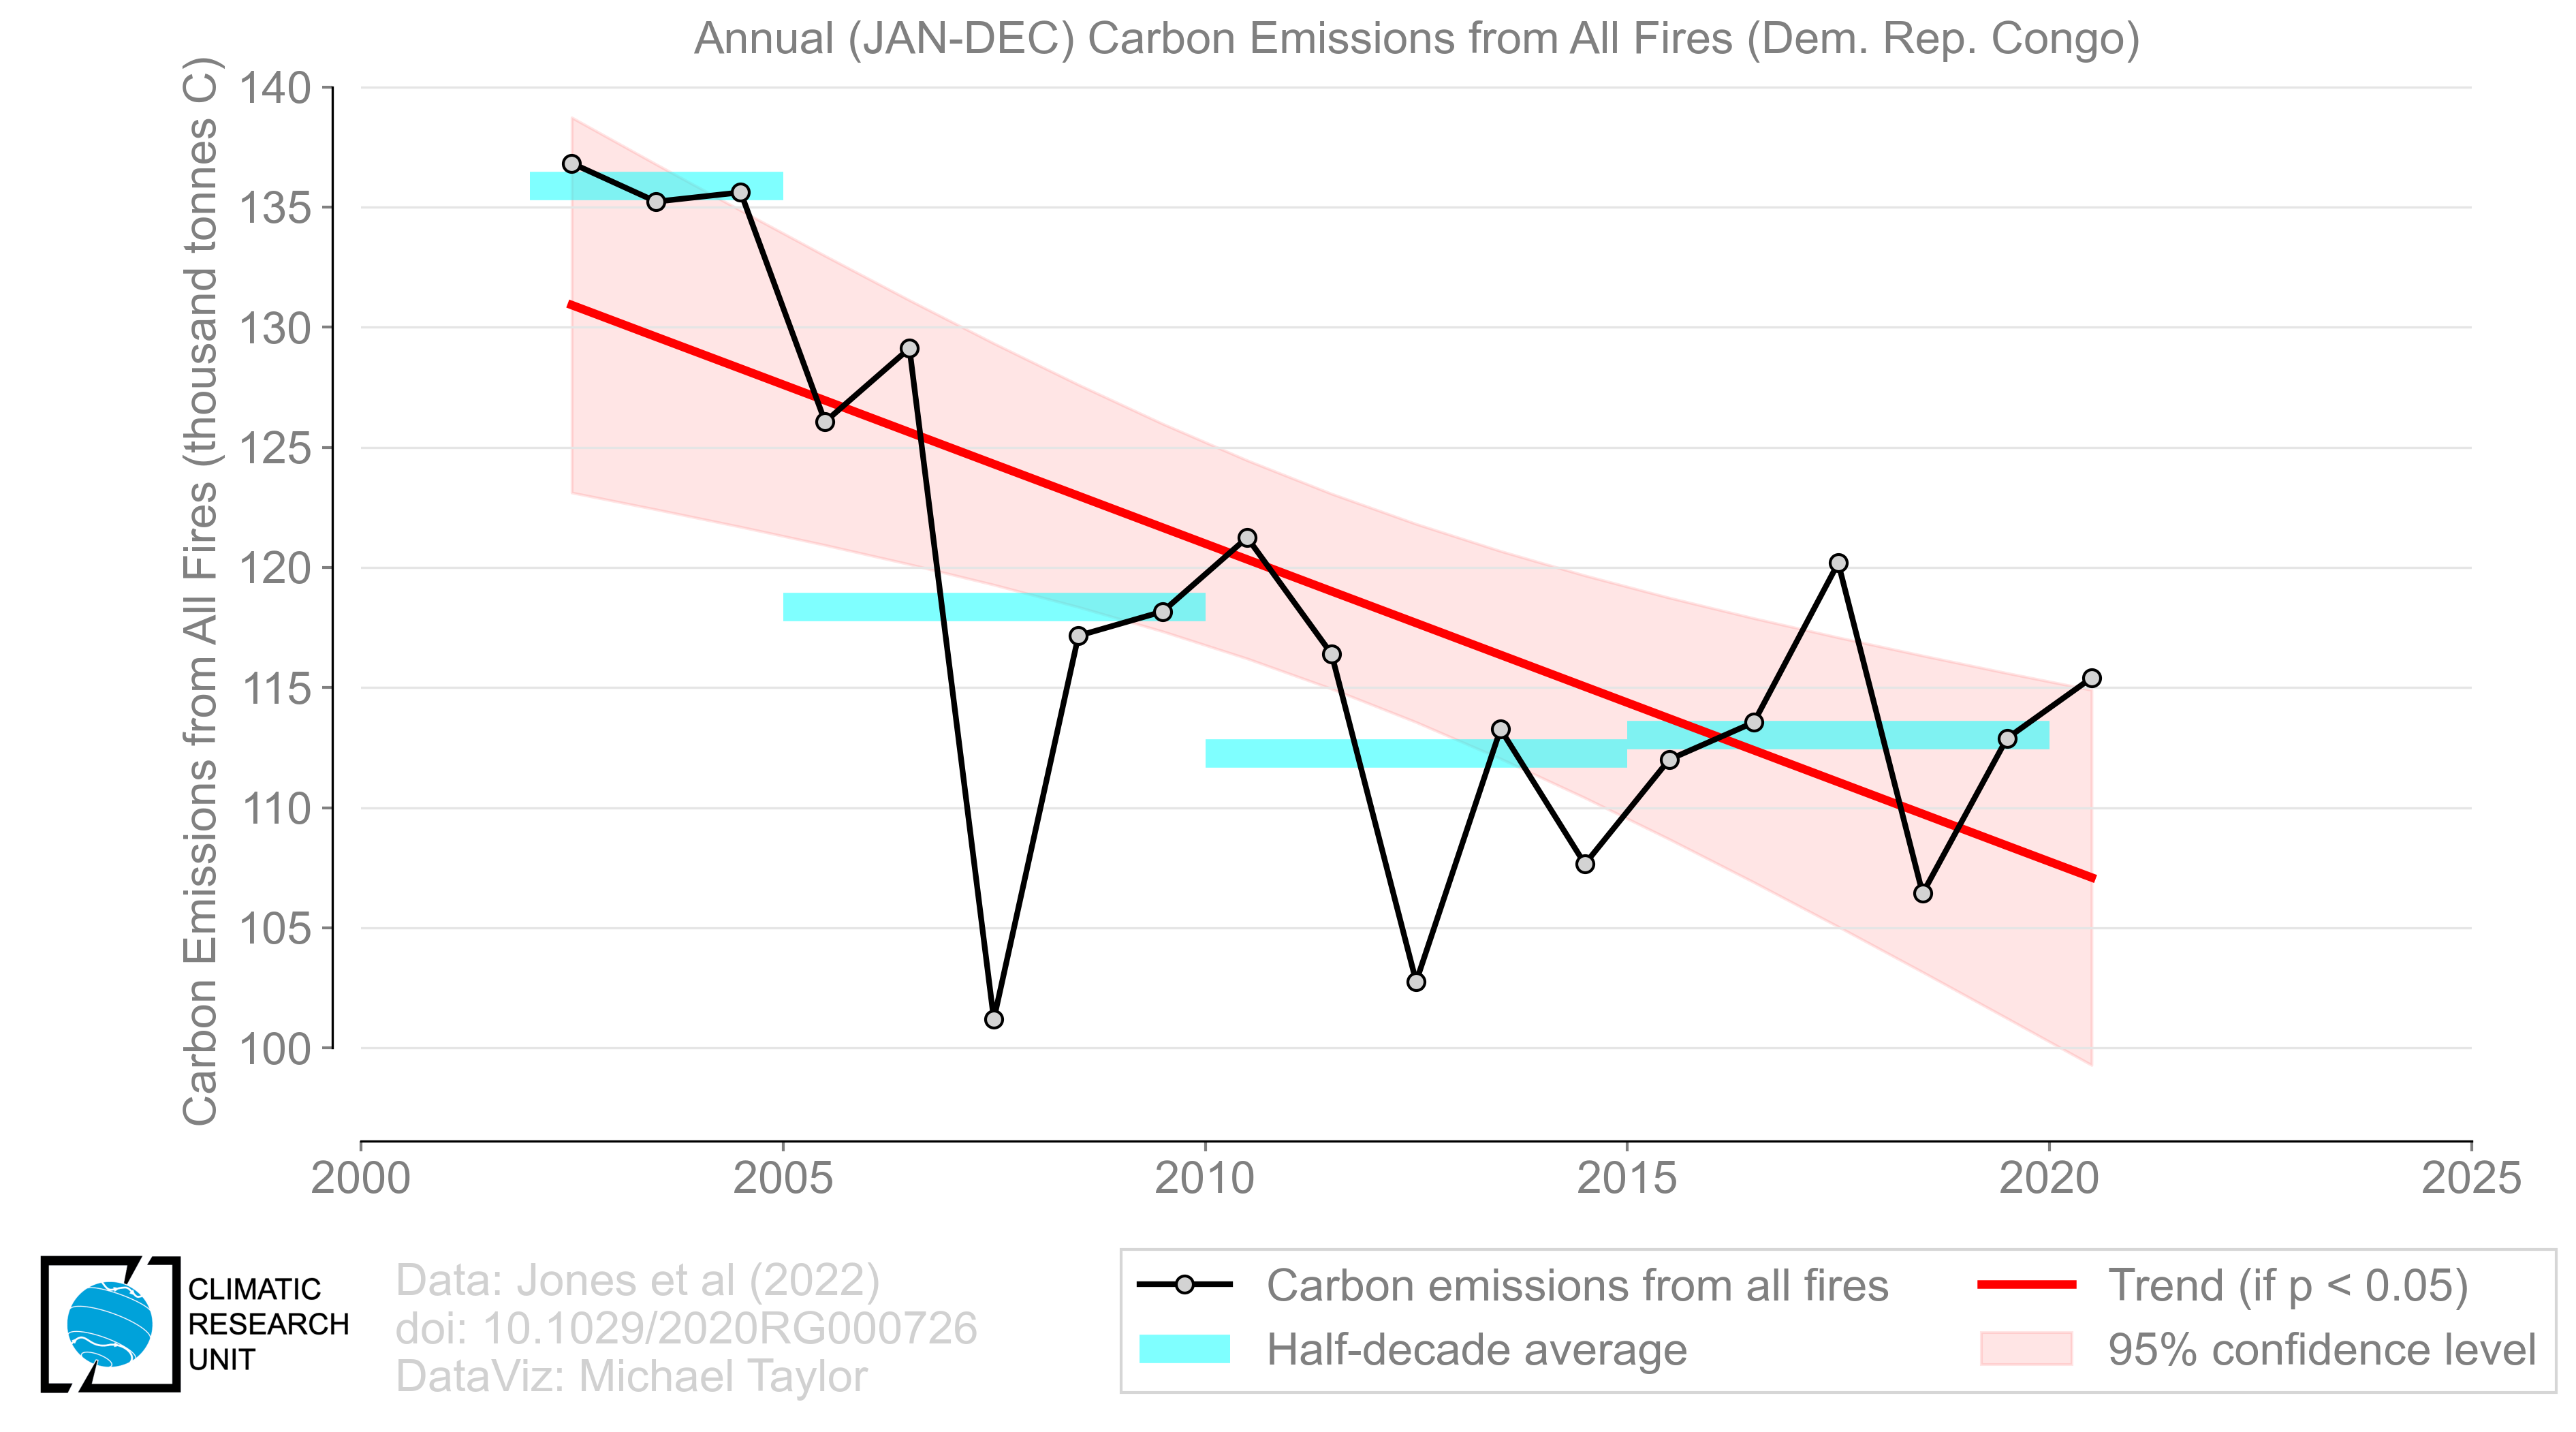 Annual (JAN-DEC) Carbon Emissions from All Fires (Dem. Rep. Congo)
Carbon Emissions from All Fires (thousand tonnes C)
140
135
130
125
120
115
110
105
100
2000 2005 2010 2015 2020 2025
CLIMATIC
RESEARCH
UNIT
Data: Jones et al (2022)
doi: 10.1029/2020RG000726
DataViz: Michael Taylor
Carbon emissions from all fires
Half-decade average
Trend (if p < 0.05)
95% confidence level